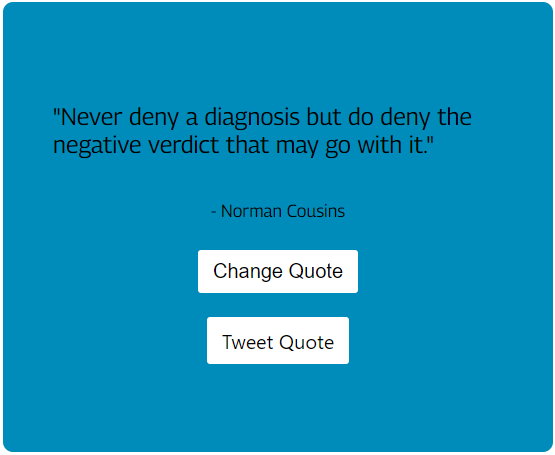 "Never deny a diagnosis but do deny the
negative verdict that may go with it."
- Norman Cousins
Change Quote
Tweet Quote